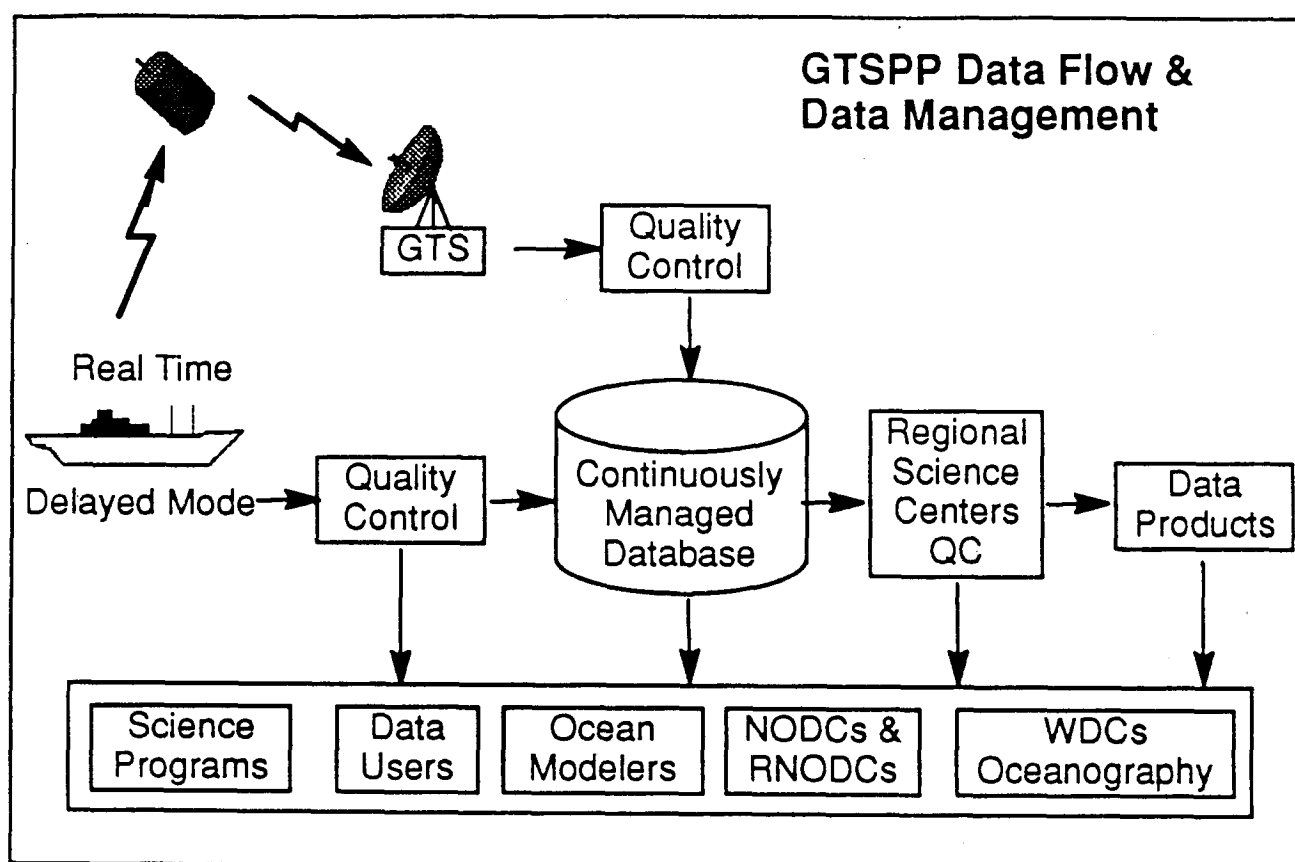 GTSPP Data Flow &
Data Management
GTS
Quality
Control
Real Time
Delayed Mode
Quality
Control
Continuously
Managed
Database
Regional
Science
Centers
QC
Data
Products
Science
Programs
Data
Users
Ocean
Modelers
NODCs &
RNODCs
WDCs
Oceanography